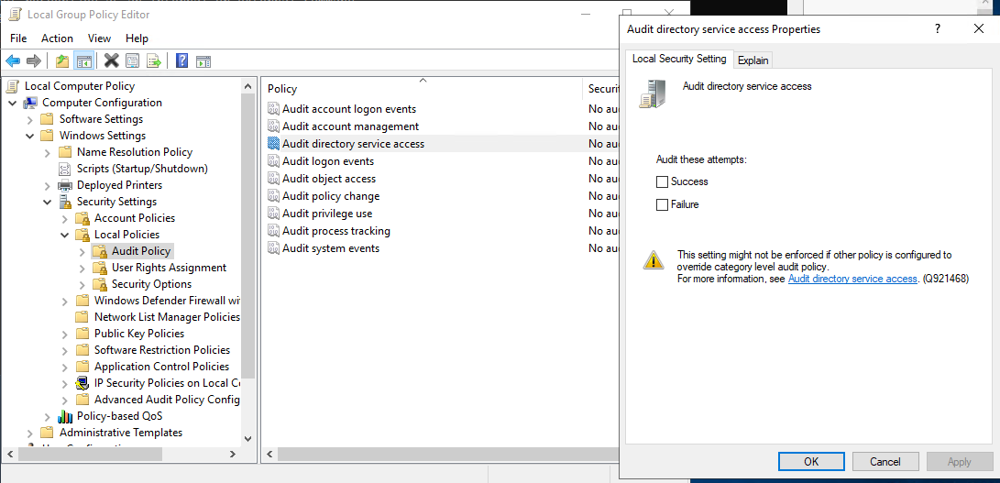 Local Group Policy Editor
File Action View Help
Local Computer Policy
Computer Configuration
Software Settings
Windows Settings
Name Resolution Policy
Scripts (Startup/Shutdown)
Deployed Printers
Security Settings
Account Policies
Local Policies
Audit Policy
User Rights Assignment
Security Options
Windows Defender Firewall wi
Network List Manager Policies
Public Key Policies
Software Restriction Policies
Application Control Policies
IP Security Policies on Local C
Advanced Audit Policy Config
Policy-based QoS
Administrative Templates
Policy Securi
Audit account logon events No au
Audit account management No au
Audit directory service access No au
Audit logon events No au
Audit object access No au
Audit policy change No au
Audit privilege use No au
Audit process tracking No au
Audit system events No au
Audit directory service access Properties
Local Security Setting Explain
Audit directory service access
Audit these attempts:
Success
Failure
This setting might not be enforced if other policy is configured to
override category level audit policy.
For more information, see Audit directory service access. (Q921468)
OK Cancel Apply